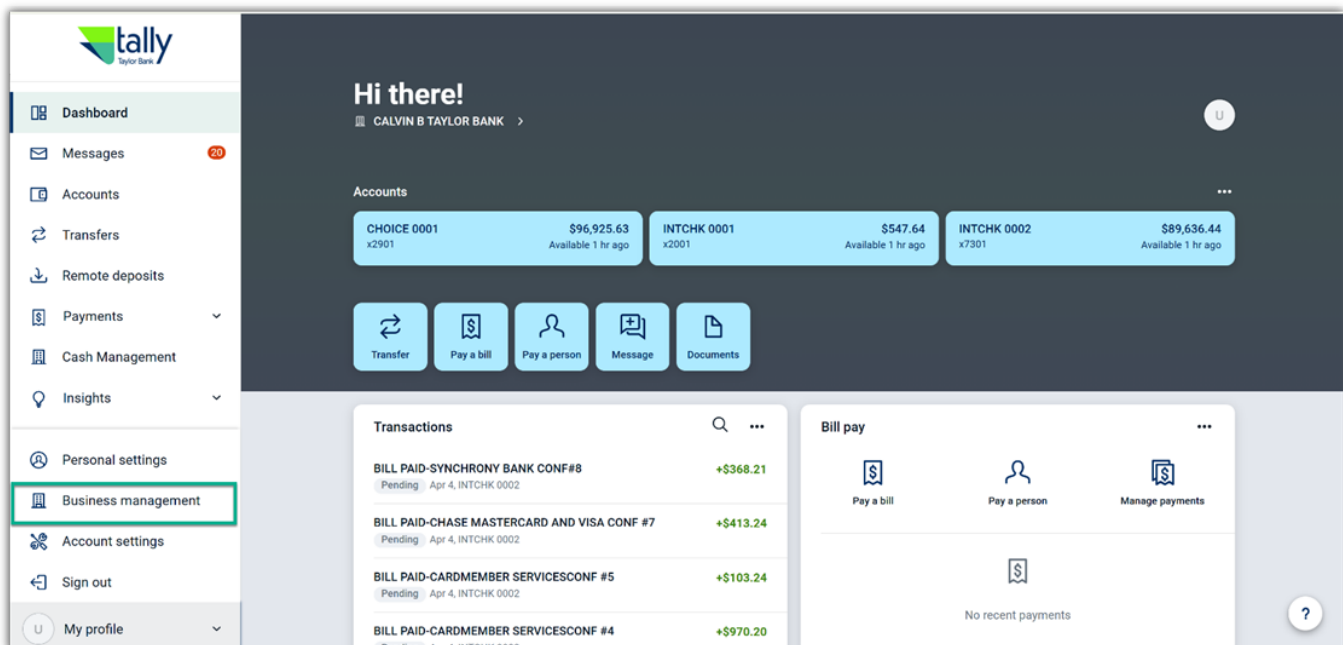 tally
Taylor Bank
Dashboard
Messages 20
Accounts
Transfers
Remote deposits
Payments
Cash Management
Insights
Personal settings
Business management
Account settings
Sign out
U My profile
Hi there!
CALVIN B TAYLOR BANK >
U
Accounts
CHOICE 0001 $96,925.63
x2901 Available 1 hr ago
INTCHK 0001 $547.64
x2001 Available 1 hr ago
INTCHK 0002 $89,636.44
x7301 Available 1 hr ago
Transfer
Pay a bill
Pay a person
Message
Documents
Transactions
BILL PAID-SYNCHRONY BANK CONF#8 +$368.21
Pending Apr 4, INTCHK 0002
BILL PAID-CHASE MASTERCARD AND VISA CONF #7 +$413.24
Pending Apr 4, INTCHK 0002
BILL PAID-CARDMEMBER SERVICESCONF #5 +$103.24
Pending Apr 4, INTCHK 0002
BILL PAID-CARDMEMBER SERVICESCONF #4 +$970.20
Bill pay
Pay a bill
Pay a person
Manage payments
No recent payments
?